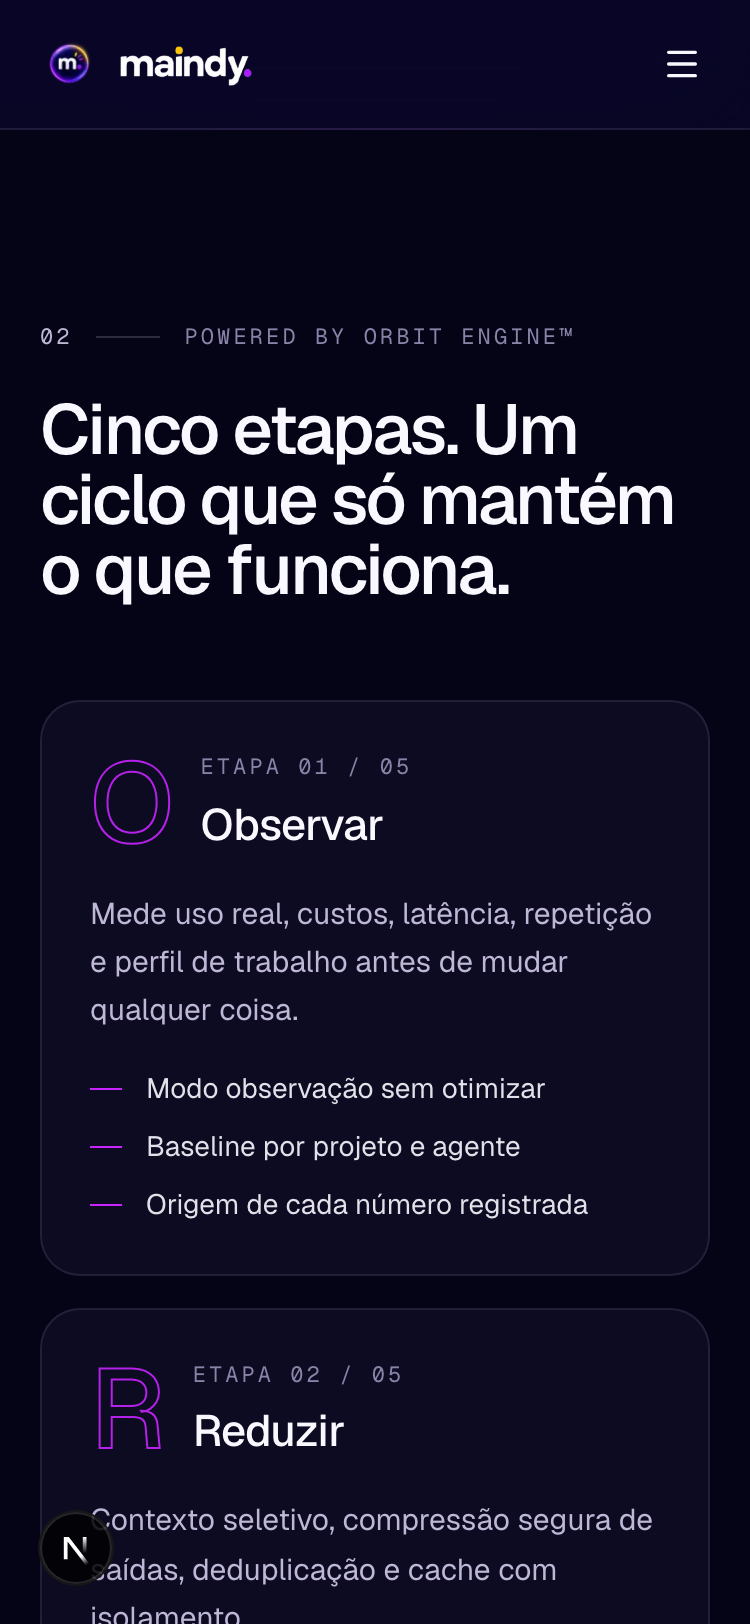 m
maindy.
02 POWERED BY ORBIT ENGINE™
Cinco etapas. Um
ciclo que só mantém
o que funciona.
O
ETAPA 01 / 05
Observar
Mede uso real, custos, latência, repetição
e perfil de trabalho antes de mudar
qualquer coisa.
Modo observação sem otimizar
Baseline por projeto e agente
Origem de cada número registrada
R
ETAPA 02 / 05
Reduzir
Contexto seletivo, compressão segura de
N
saídas, deduplicação e cache com
isolamento